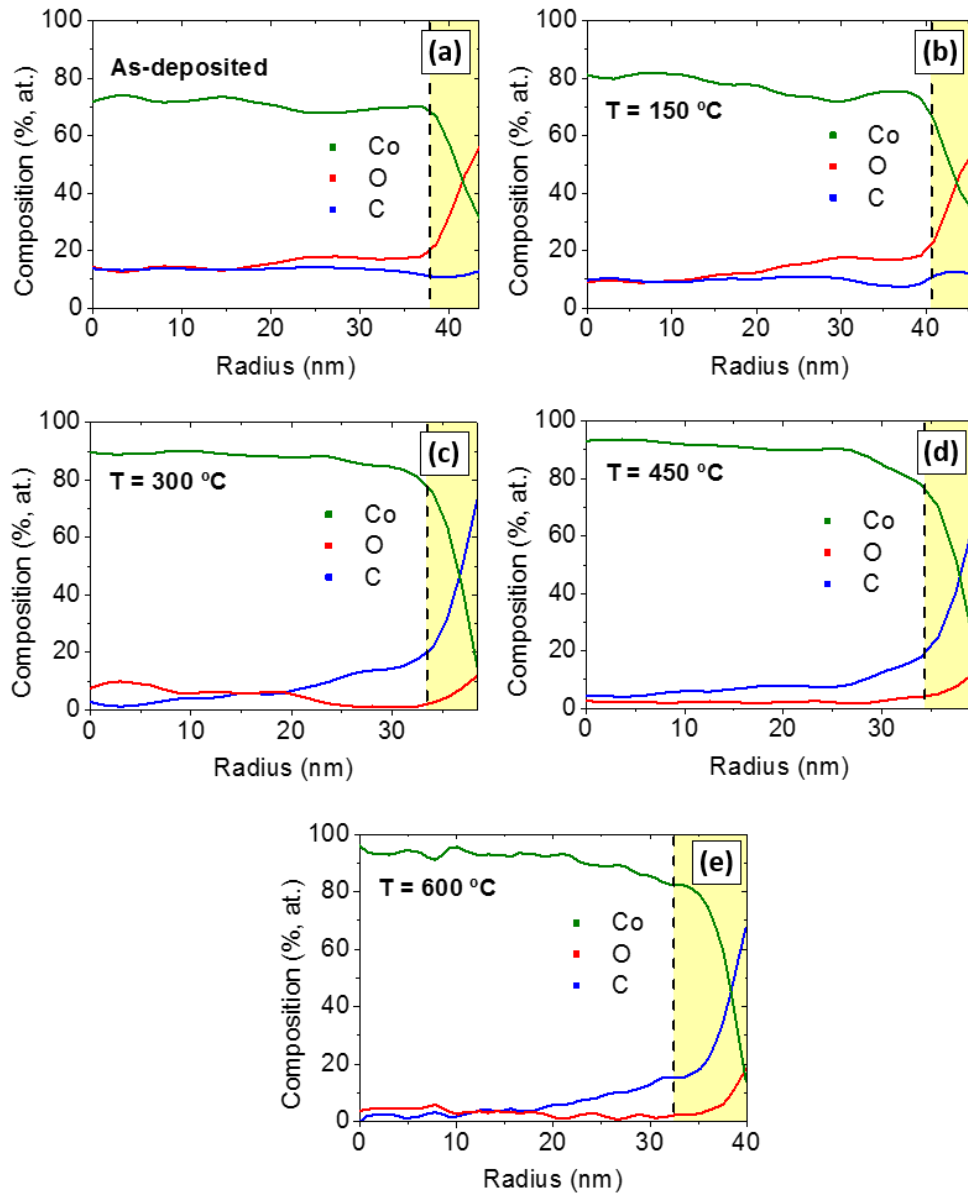 (a)
As-deposited
Co
O
C
Composition (%, at.)
100
80
60
40
20
0
0 10 20 30 40
Radius (nm)
(b)
T = 150 ºC
Co
O
C
Composition (%, at.)
100
80
60
40
20
0
0 10 20 30 40
Radius (nm)
(c)
T = 300 ºC
Co
O
C
Composition (%, at.)
100
80
60
40
20
0
0 10 20 30
Radius (nm)
(d)
T = 450 ºC
Co
O
C
Composition (%, at.)
100
80
60
40
20
0
0 10 20 30
Radius (nm)
(e)
T = 600 ºC
Co
O
C
Composition (%, at.)
100
80
60
40
20
0
0 10 20 30 40
Radius (nm)